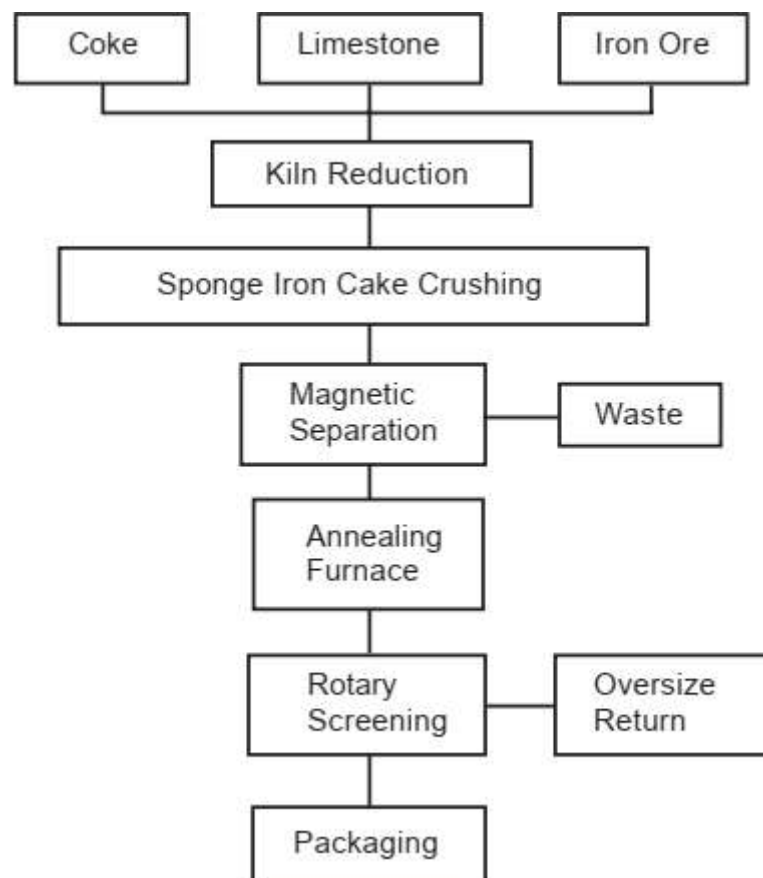 Coke
Limestone
Iron Ore
Kiln Reduction
Sponge Iron Cake Crushing
Magnetic
Separation
Waste
Annealing
Furnace
Rotary
Screening
Oversize
Return
Packaging